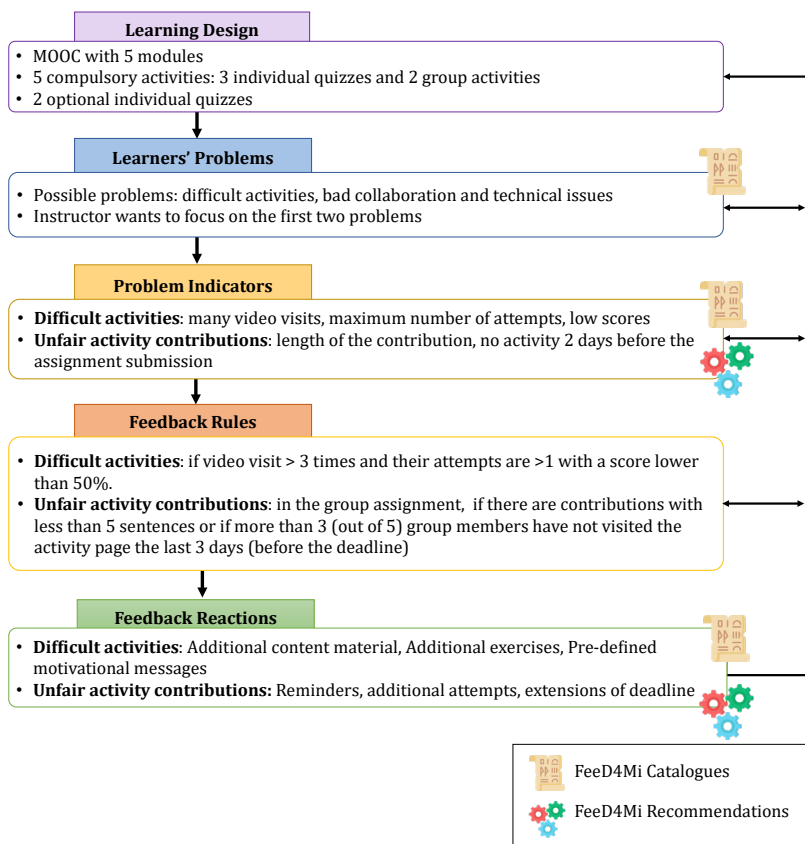 Learning Design
• MOOC with 5 modules
• 5 compulsory activities: 3 individual quizzes and 2 group activities
• 2 optional individual quizzes
Learners' Problems
• Possible problems: difficult activities, bad collaboration and technical issues
• Instructor wants to focus on the first two problems
Problem Indicators
• Difficult activities: many video visits, maximum number of attempts, low scores
• Unfair activity contributions: length of the contribution, no activity 2 days before the
assignment submission
Feedback Rules
• Difficult activities: if video visit > 3 times and their attempts are >1 with a score lower
than 50%.
• Unfair activity contributions: in the group assignment, if there are contributions with
less than 5 sentences or if more than 3 (out of 5) group members have not visited the
activity page the last 3 days (before the deadline)
Feedback Reactions
• Difficult activities: Additional content material, Additional exercises, Pre-defined
motivational messages
• Unfair activity contributions: Reminders, additional attempts, extensions of deadline
FeeD4Mi Catalogues
FeeD4Mi Recommendations